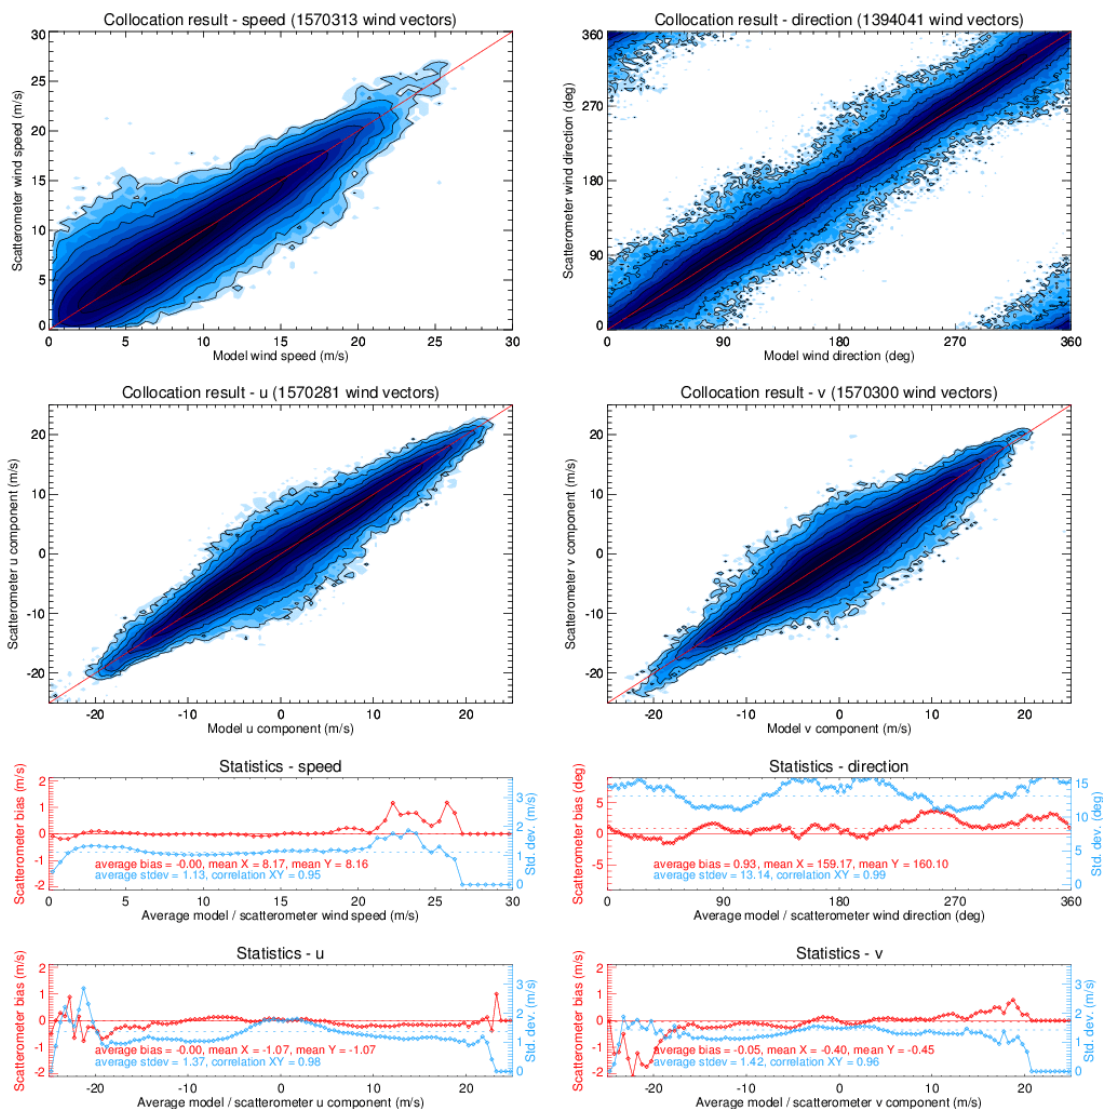 Collocation result - speed (1570313 wind vectors)
Scatterometer wind speed (m/s)
30
25
20
15
10
5
0
0 5 10 15 20 25 30
Model wind speed (m/s)
Collocation result - direction (1394041 wind vectors)
Scatterometer wind direction (deg)
360
270
180
90
0
0 90 180 270 360
Model wind direction (deg)
Collocation result - u (1570281 wind vectors)
Scatterometer u component (m/s)
20
10
0
-10
-20
-20 -10 0 10 20
Model u component (m/s)
Collocation result - v (1570300 wind vectors)
Scatterometer v component (m/s)
20
10
0
-10
-20
-20 -10 0 10 20
Model v component (m/s)
Statistics - speed
Scatterometer bias (m/s)
2
1
0
-1
-2
average bias = -0.00, mean X = 8.17, mean Y = 8.16
average stdev = 1.13, correlation XY = 0.95
3
2
1
0
Std. dev. (m/s)
0 5 10 15 20 25 30
Average model / scatterometer wind speed (m/s)
Statistics - direction
Scatterometer bias (deg)
5
0
-5
average bias = 0.93, mean X = 159.17, mean Y = 160.10
average stdev = 13.14, correlation XY = 0.99
15
10
5
0
Std. dev. (deg)
0 90 180 270 360
Average model / scatterometer wind direction (deg)
Statistics - u
Scatterometer bias (m/s)
2
1
0
-1
-2
average bias = -0.00, mean X = -1.07, mean Y = -1.07
average stdev = 1.37, correlation XY = 0.98
3
2
1
0
Std. dev. (m/s)
-20 -10 0 10 20
Average model / scatterometer u component (m/s)
Statistics - v
Scatterometer bias (m/s)
2
1
0
-1
-2
average bias = -0.05, mean X = -0.40, mean Y = -0.45
average stdev = 1.42, correlation XY = 0.96
3
2
1
0
Std. dev. (m/s)
-20 -10 0 10 20
Average model / scatterometer v component (m/s)